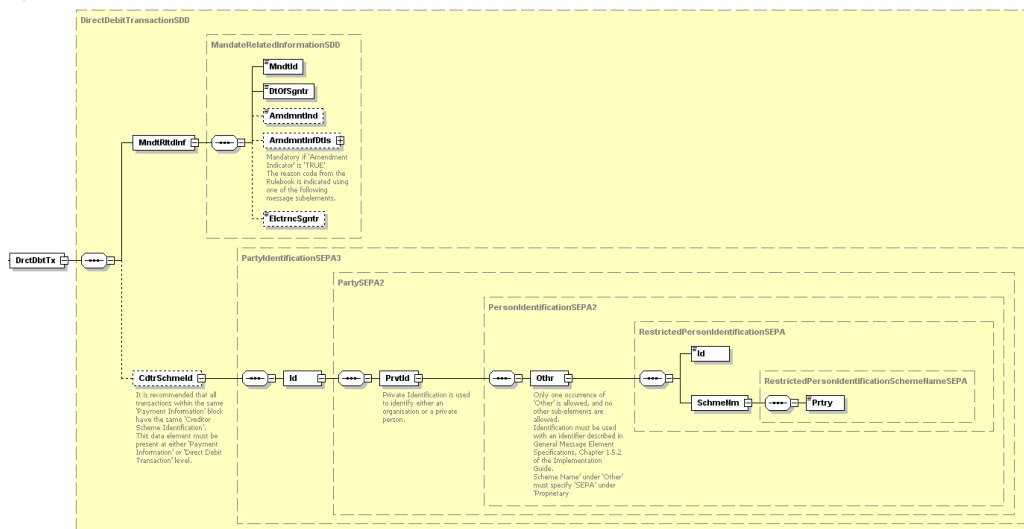 DirectDebitTransactionSDD
MandateRelatedInformationSDD
MndtId
DtOfSgntr
AmdmntInd
MndtRltdInf
AmdmntInfDtls
Mandatory if 'Amendment
Indicator' is 'TRUE'
The reason code from the
Rulebook is indicated using
one of the following
message subelements.
ElctrncSgntr
DrctDbtTx
PartyIdentificationSEPA3
PartySEPA2
PersonIdentificationSEPA2
RestrictedPersonIdentificationSEPA
Id
CdtrSchmeId
It is recommended that all
transactions within the same
'Payment Information' block
have the same 'Creditor
Scheme Identification'.
This data element must be
present at either 'Payment
Information' or 'Direct Debit
Transaction' level.
Id
PrvtId
Private Identification is used
to identify either an
organisation or a private
person.
Othr
Only one occurrence of
'Other' is allowed, and no
other sub-elements are
allowed.
Identification must be used
with an identifier described in
General Message Element
Specifications, Chapter 1.5.2
of the Implementation
Guide.
Scheme Name' under 'Other'
must specify 'SEPA' under
'Proprietary
RestrictedPersonIdentificationSchemeNameSEPA
SchmeNm
Prtry